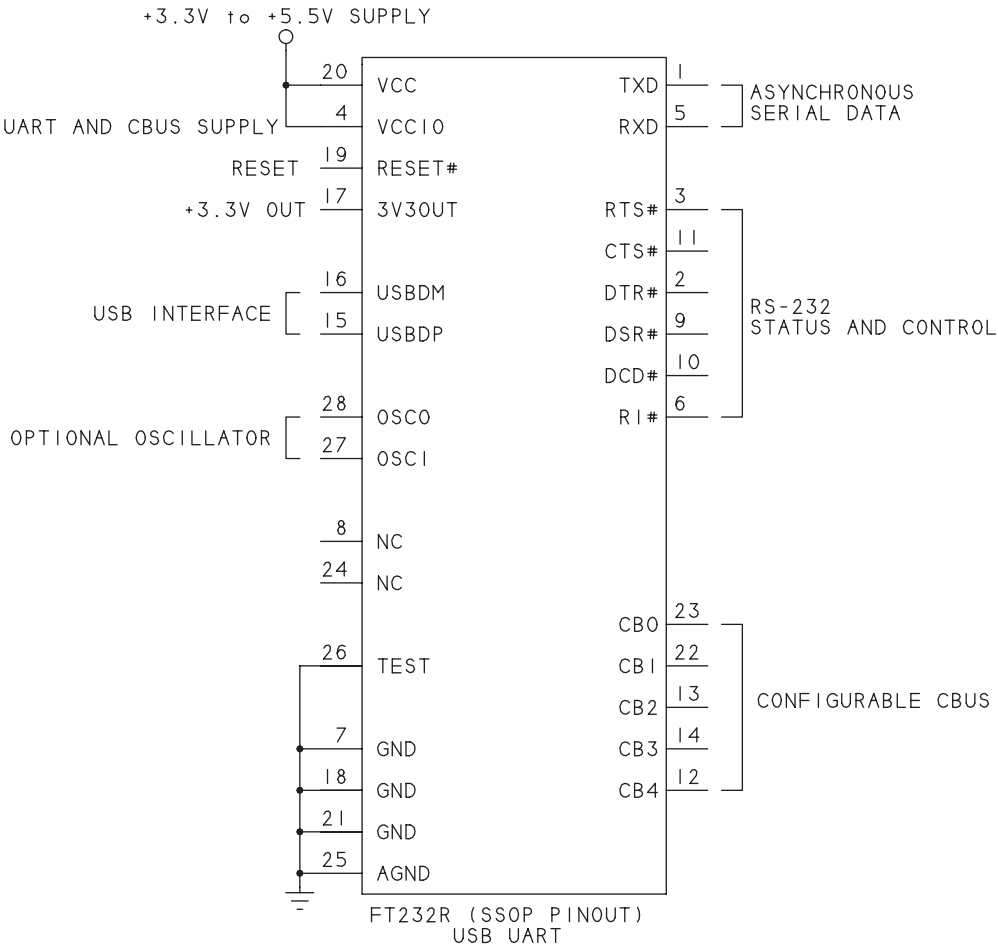 +3.3V to +5.5V SUPPLY
20 VCC
TXD 1
4 VCCIO
RXD 5
ASYNCHRONOUS
SERIAL DATA
UART AND CBUS SUPPLY
RESET 19 RESET#
+3.3V OUT 17 3V3OUT
RTS# 3
CTS# 11
16 USBDM
DTR# 2
USB INTERFACE
15 USBDP
DSR# 9
RS-232
STATUS AND CONTROL
DCD# 10
28 OSCO
RI# 6
OPTIONAL OSCILLATOR
27 OSCI
8 NC
24 NC
CB0 23
26 TEST
CB1 22
CB2 13
CONFIGURABLE CBUS
7 GND
CB3 14
18 GND
CB4 12
21 GND
25 AGND
FT232R (SSOP PINOUT)
USB UART